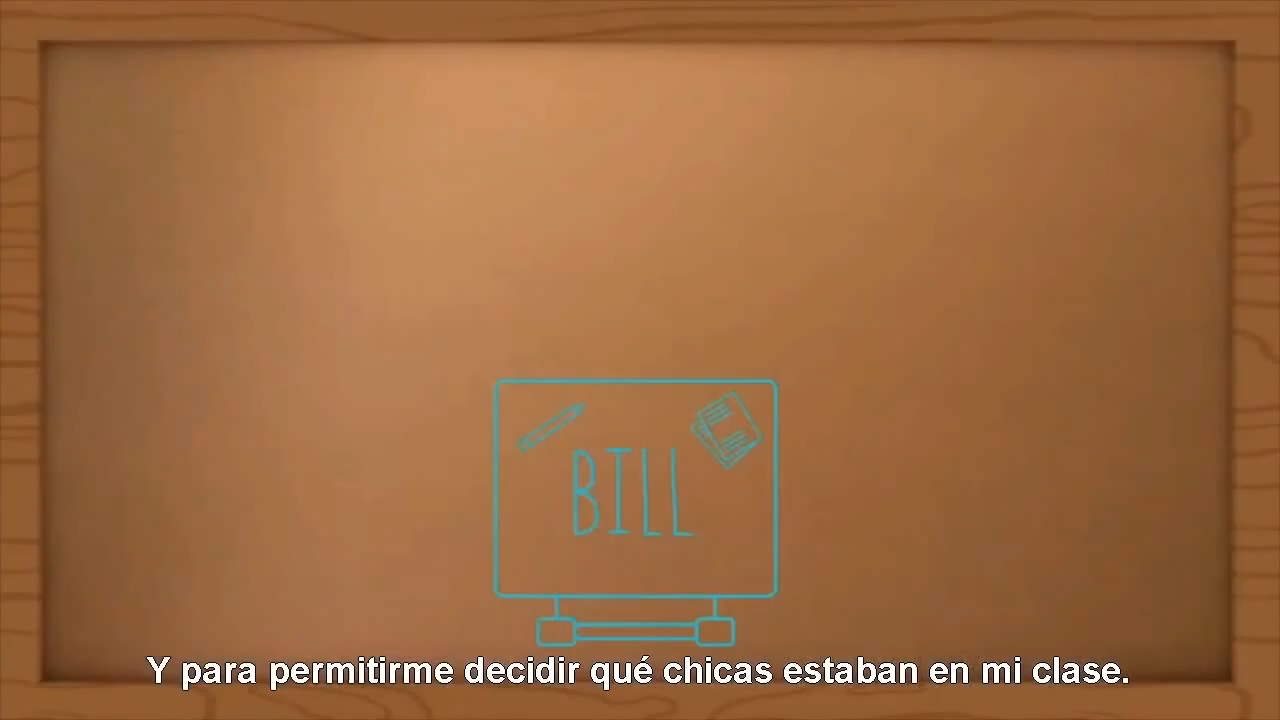 BILL
Y para permitirme decidir qué chicas estaban en mi clase.